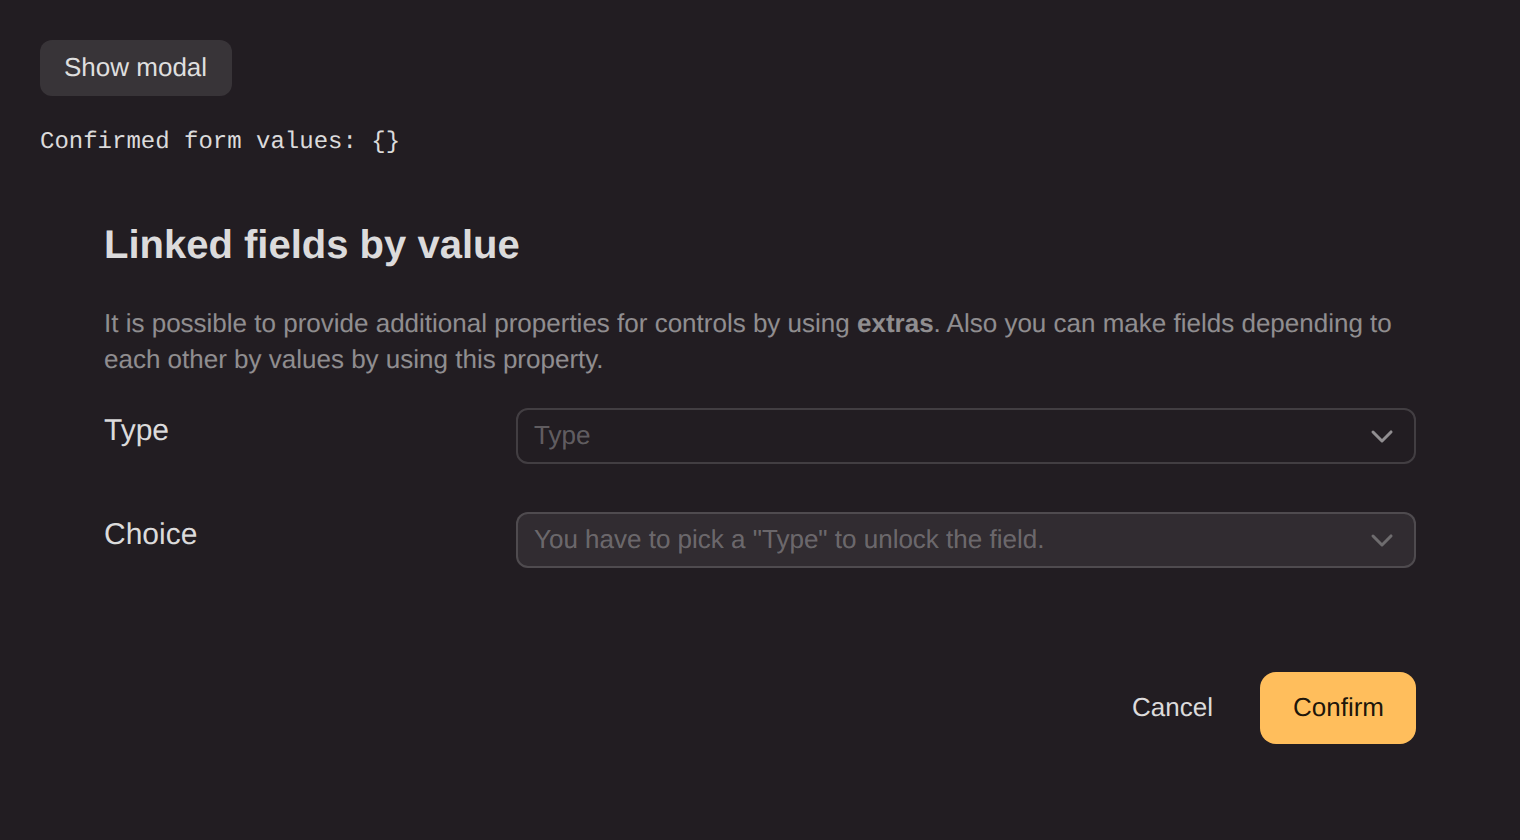 Show modal
Confirmed form values: {}
Linked fields by value
It is possible to provide additional properties for controls by using extras. Also you can make fields depending to
each other by values by using this property.
Type
Type
Choice
You have to pick a "Type" to unlock the field.
Cancel
Confirm